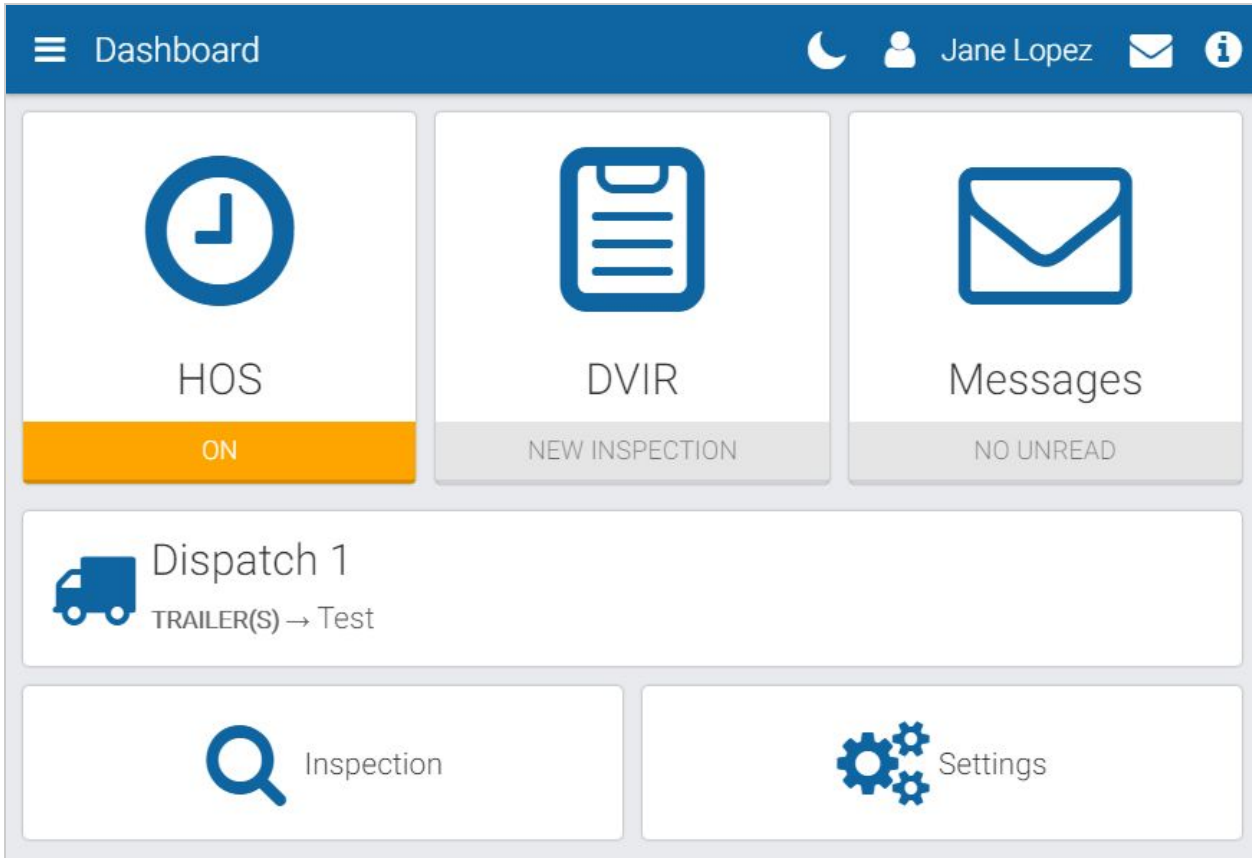 Dashboard
Jane Lopez
HOS
ON
DVIR
NEW INSPECTION
Messages
NO UNREAD
Dispatch 1
TRAILER(S) → Test
Inspection
Settings